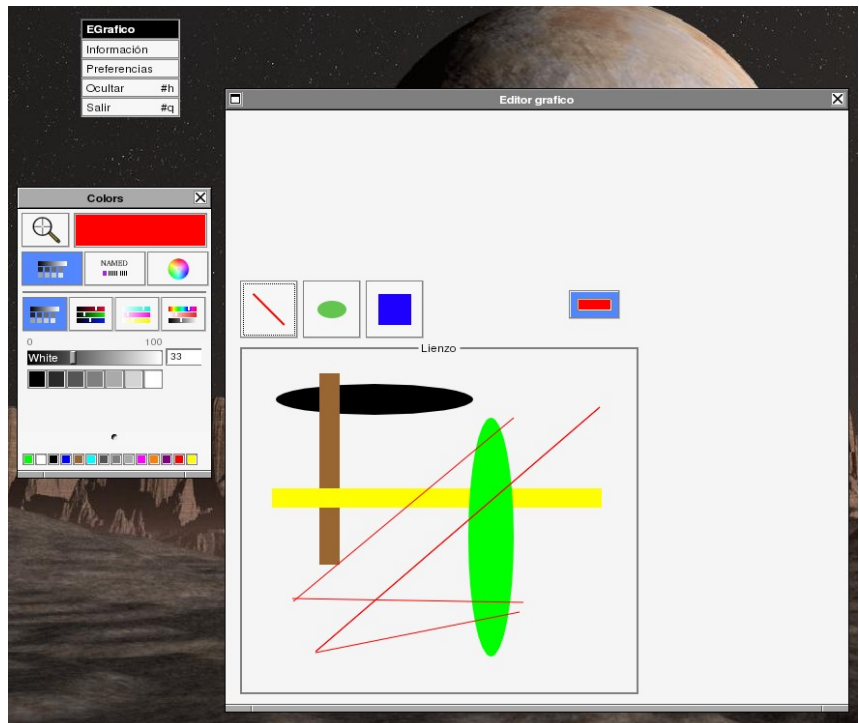 EGrafico
Información
Preferencias
Ocultar #h
Salir #q
Editor grafico
Colors
NAMED
0 100
White 33
Lienzo